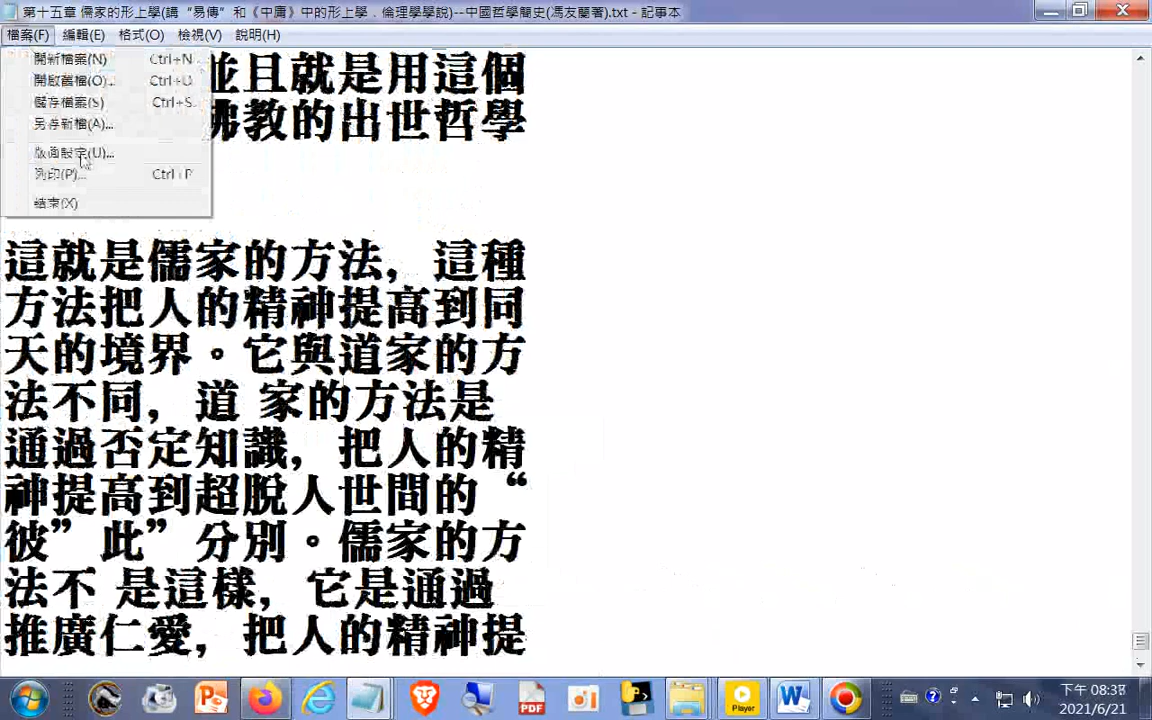 第十五章 儒家的形上學(講“易傳”和《中庸》中的形上學﹒倫理學學說)--中國哲學簡史(馮友蘭著).txt - 記事本
檔案(F) 編輯(E) 格式(O) 檢視(V) 說明(H)
開新檔案(N) Ctrl+N
開啟舊檔(O)...
儲存檔案(S) Ctrl+S
另存新檔(A)...
版面設定(U)...
列印(P)... Ctrl+P
結束(X)
並且就是用這個
佛教的出世哲學
這就是儒家的方法,這種
方法把人的精神提高到同
天的境界。它與道家的方
法不同,道 家的方法是
通過否定知識,把人的精
神提高到超脫人世間的“
彼”此”分別。儒家的方
法不 是這樣,它是通過
推廣仁愛,把人的精神提
PDF
Player
下午 08:37
2021/6/21